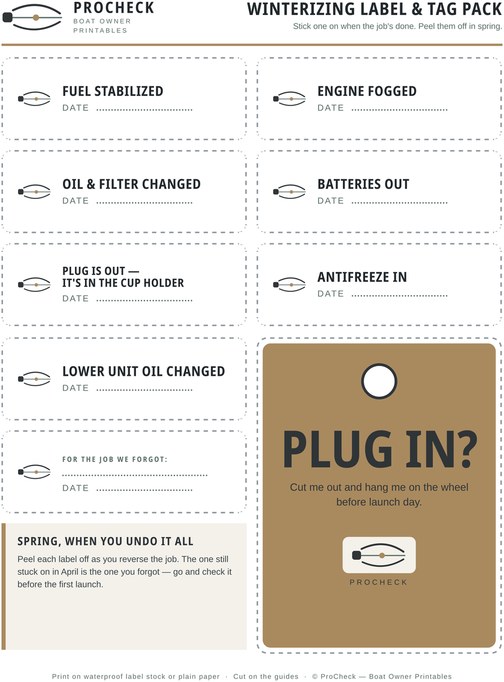 PROCHECK
BOAT OWNER
PRINTABLES
WINTERIZING LABEL & TAG PACK
Stick one on when the job's done. Peel them off in spring.
FUEL STABILIZED
DATE ................................
ENGINE FOGGED
DATE ................................
OIL & FILTER CHANGED
DATE ................................
BATTERIES OUT
DATE ................................
PLUG IS OUT —
IT'S IN THE CUP HOLDER
DATE ................................
ANTIFREEZE IN
DATE ................................
LOWER UNIT OIL CHANGED
DATE ................................
FOR THE JOB WE FORGOT:
................................................
DATE ................................
SPRING, WHEN YOU UNDO IT ALL
Peel each label off as you reverse the job. The one still
stuck on in April is the one you forgot — go and check it
before the first launch.
PLUG IN?
Cut me out and hang me on the wheel
before launch day.
PROCHECK
Print on waterproof label stock or plain paper · Cut on the guides · © ProCheck — Boat Owner Printables